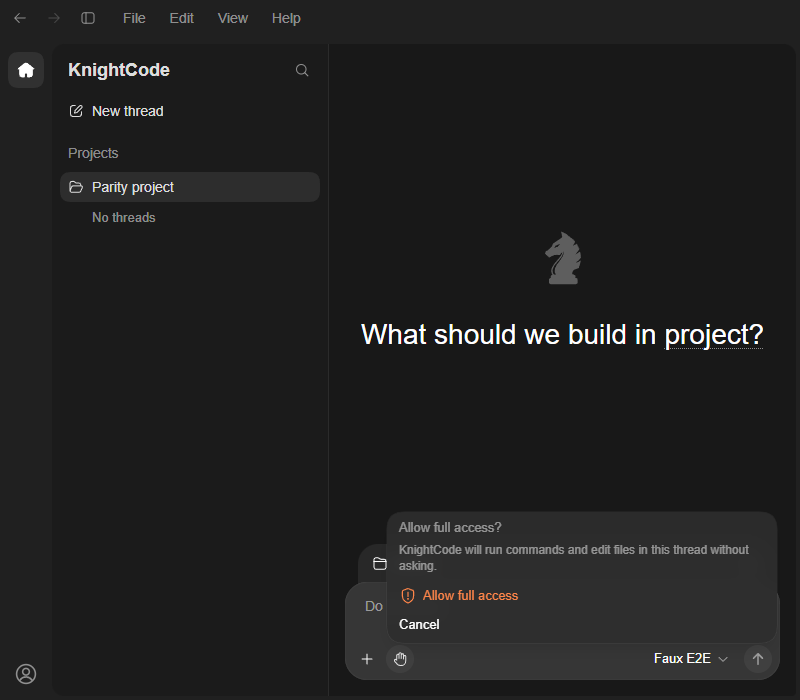 File Edit View Help
KnightCode
New thread
Projects
Parity project
No threads
What should we build in project?
Allow full access?
KnightCode will run commands and edit files in this thread without
asking.
Allow full access
Cancel
Do
Faux E2E